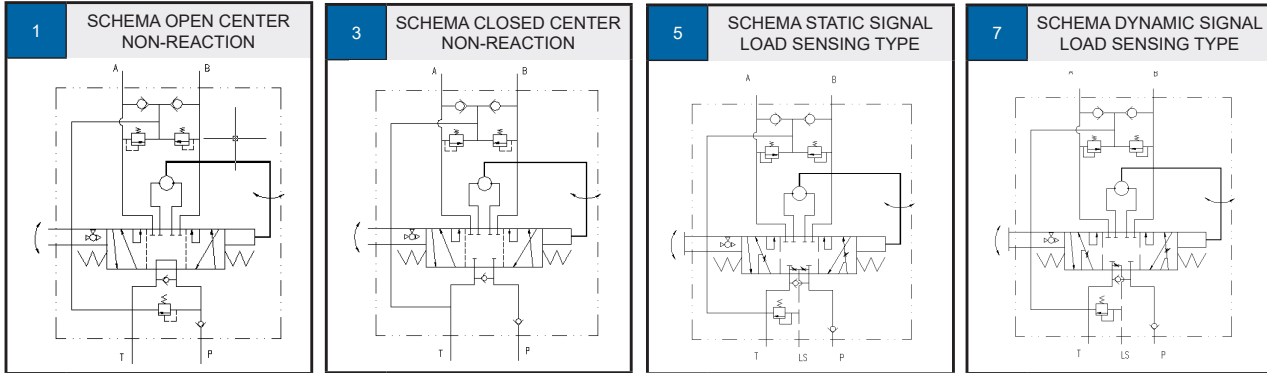 1
SCHEMA OPEN CENTER
NON-REACTION
A
B
T
P
3
SCHEMA CLOSED CENTER
NON-REACTION
A
B
T
P
5
SCHEMA STATIC SIGNAL
LOAD SENSING TYPE
A
B
T
LS
P
7
SCHEMA DYNAMIC SIGNAL
LOAD SENSING TYPE
A
B
T
LS
P